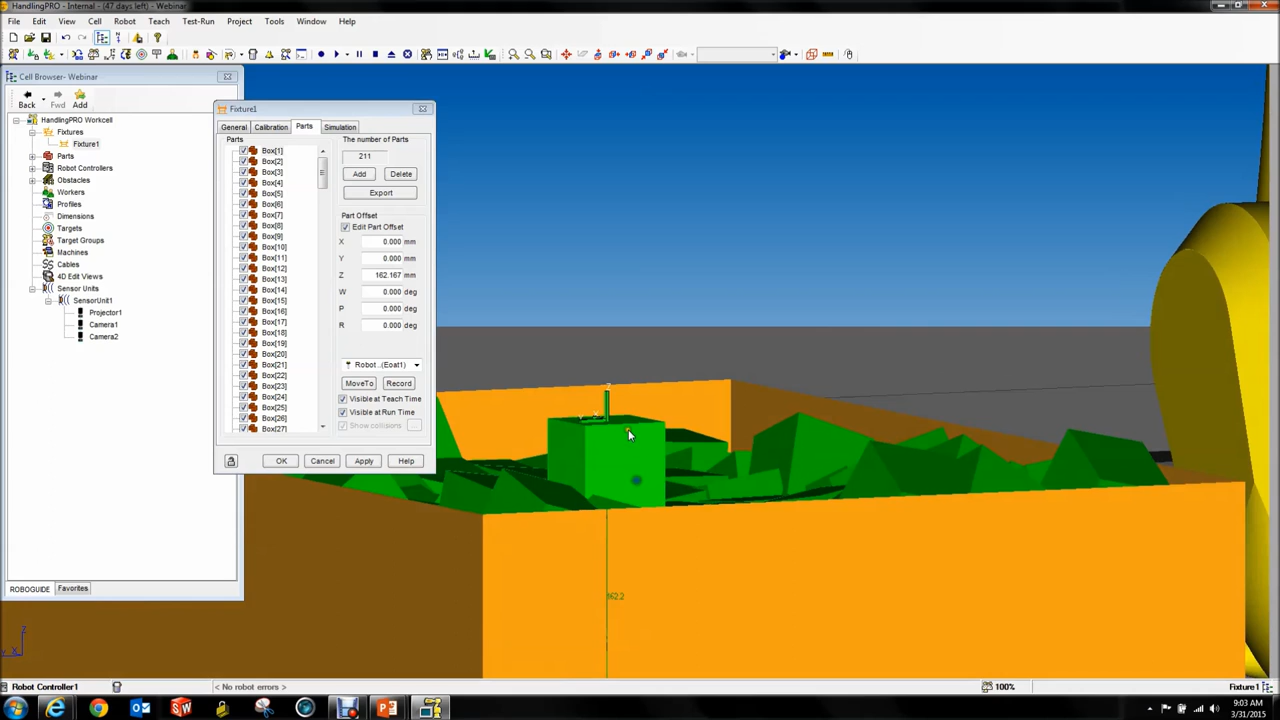 HandlingPRO - Internal - (47 days left) - Webinar
File Edit View Cell Robot Teach Test-Run Project Tools Window Help
Cell Browser- Webinar
Back Fwd Add
HandlingPRO Workcell
Fixtures
Fixture1
Parts
Robot Controllers
Obstacles
Workers
Profiles
Dimensions
Targets
Target Groups
Machines
Cables
4D Edit Views
Sensor Units
SensorUnit1
Projector1
Camera1
Camera2
ROBOGUIDE Favorites
Fixture1
General Calibration Parts Simulation
Parts
Box[1]
Box[2]
Box[3]
Box[4]
Box[5]
Box[6]
Box[7]
Box[8]
Box[9]
Box[10]
Box[11]
Box[12]
Box[13]
Box[14]
Box[15]
Box[16]
Box[17]
Box[18]
Box[19]
Box[20]
Box[21]
Box[22]
Box[23]
Box[24]
Box[25]
Box[26]
Box[27]
The number of Parts
211
Add Delete
Export
Part Offset
Edit Part Offset
X 0.000 mm
Y 0.000 mm
Z 162.167 mm
W 0.000 deg
P 0.000 deg
R 0.000 deg
Robot..(Eoat1)
MoveTo Record
Visible at Teach Time
Visible at Run Time
Show collisions ...
OK Cancel Apply Help
Z
Y X
162.2
Z
Y X
Robot Controller1 < No robot errors > 100% Fixture1
9:03 AM
3/31/2015